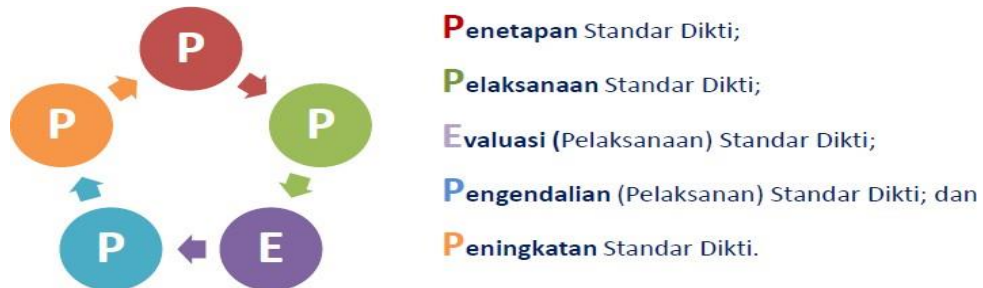 P
P
P
P
E
Penetapan Standar Dikti;
Pelaksanaan Standar Dikti;
Evaluasi (Pelaksanaan) Standar Dikti;
Pengendalian (Pelaksanan) Standar Dikti; dan
Peningkatan Standar Dikti.